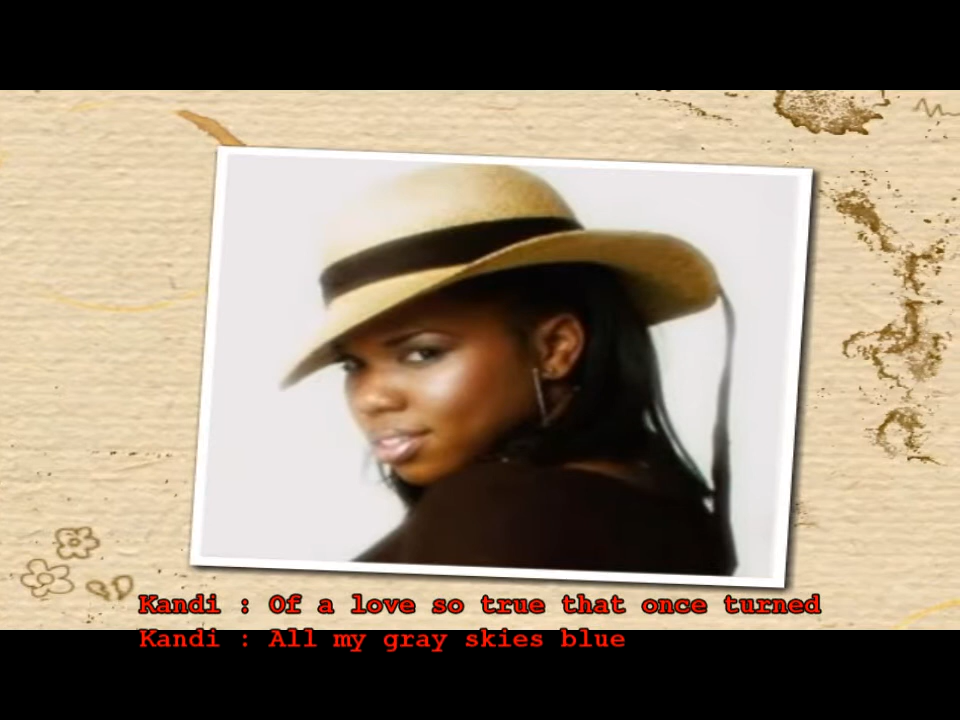 Kandi : Of a love so true that once turned
Kandi : All my gray skies blue